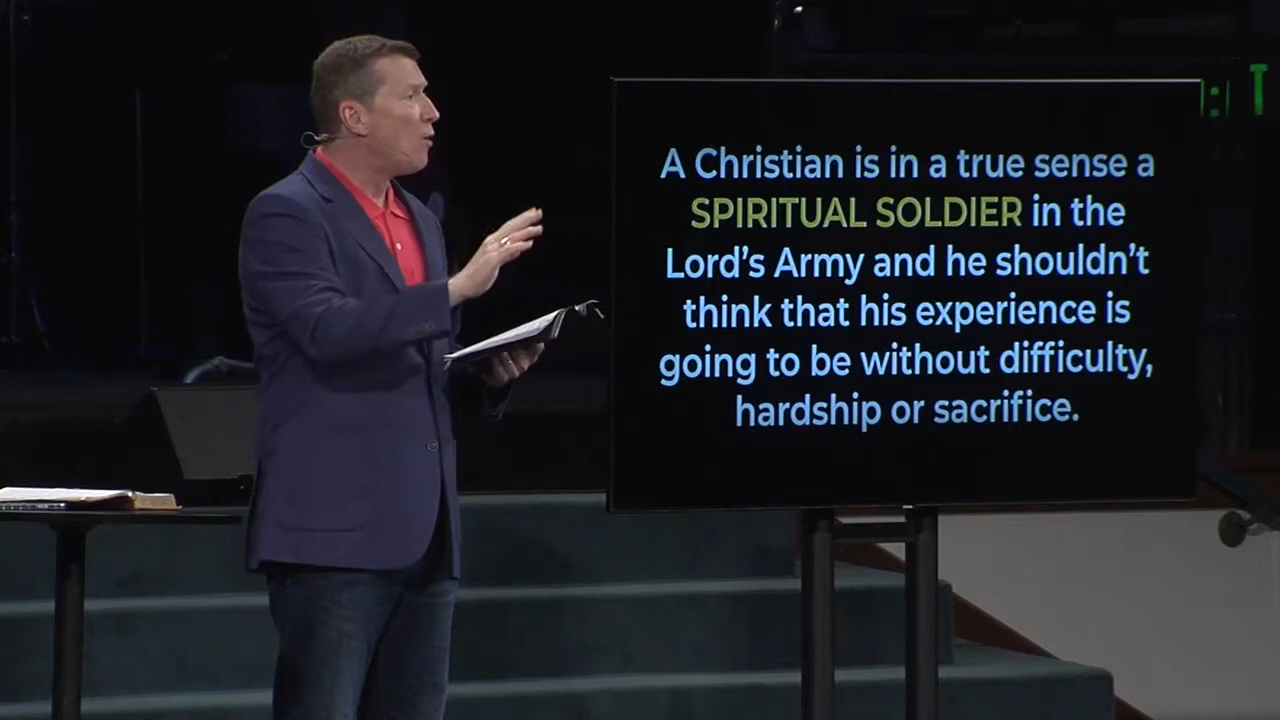 A Christian is in a true sense a
SPIRITUAL SOLDIER in the
Lord's Army and he shouldn't
think that his experience is
going to be without difficulty,
hardship or sacrifice.